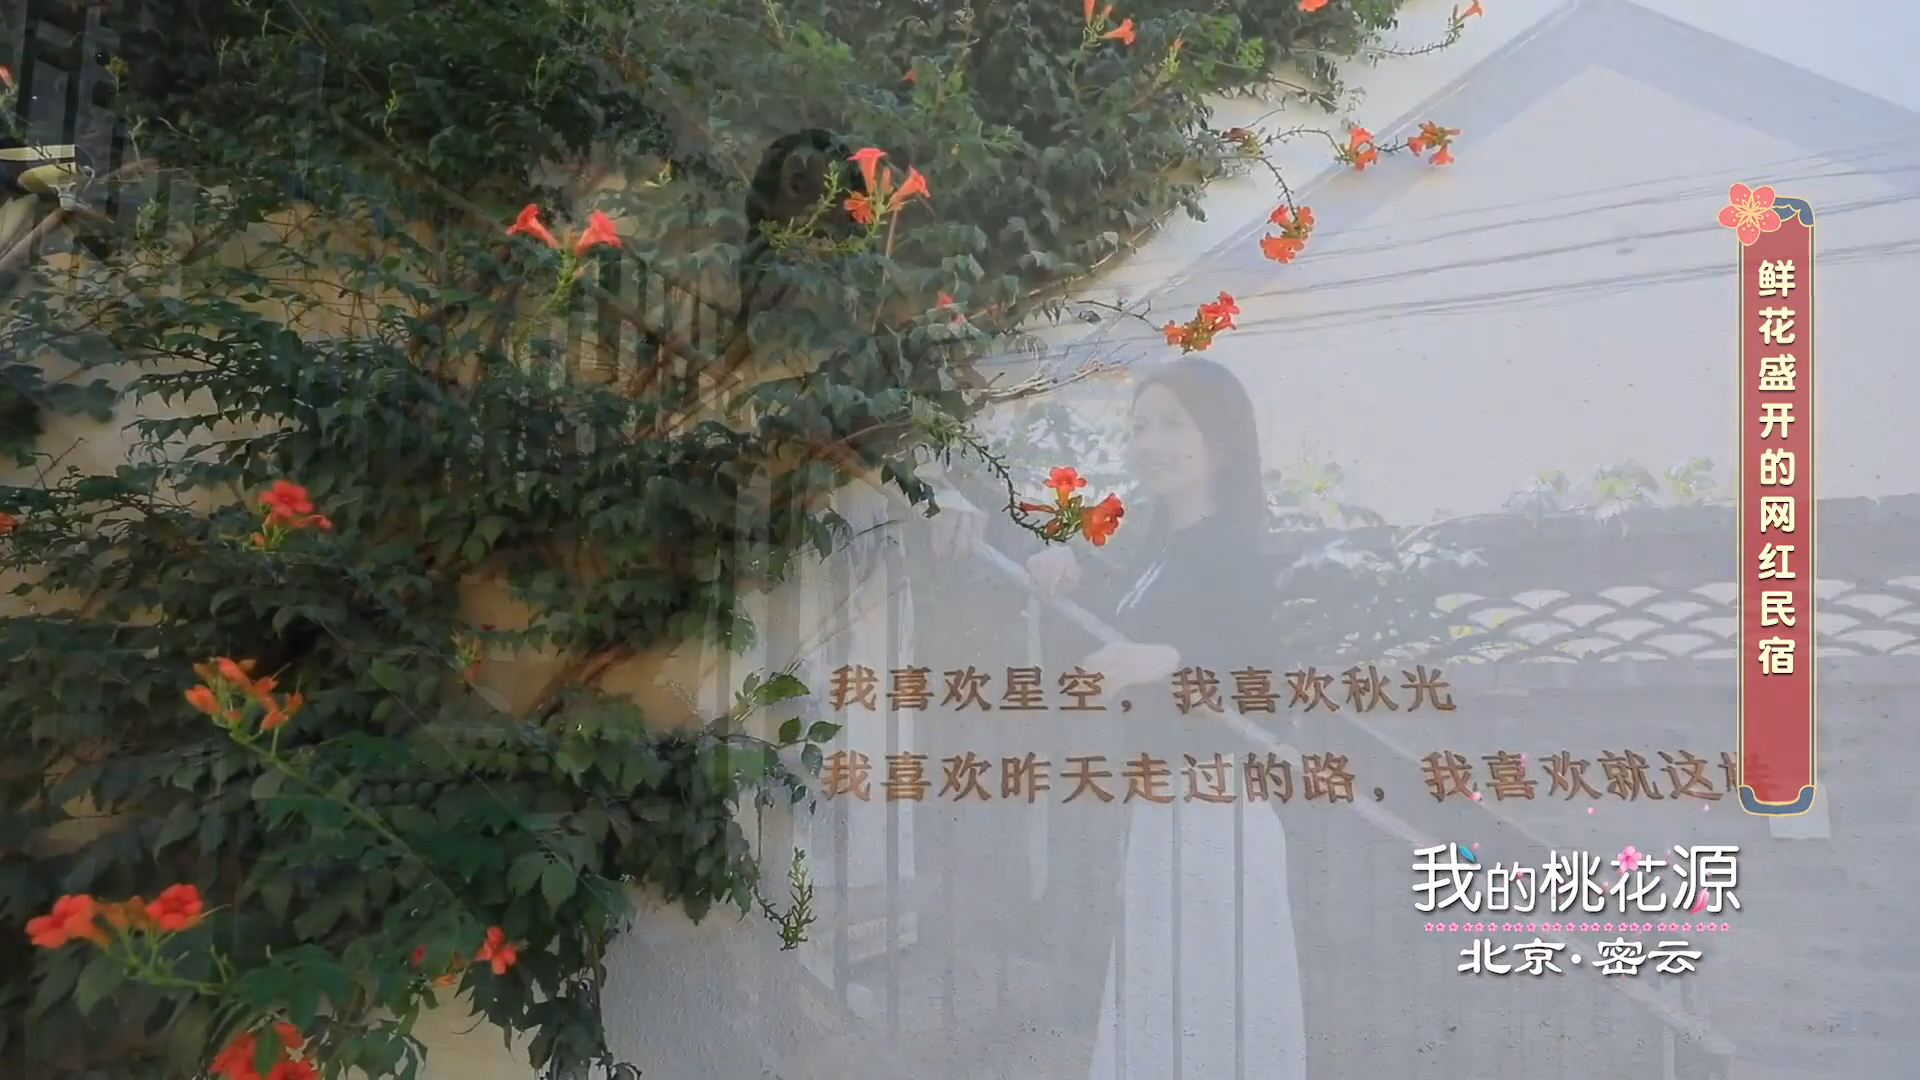 鲜花盛开的网红民宿
我喜欢星空，我喜欢秋光
我喜欢昨天走过的路，我喜欢就这样
我的桃花源
北京·密云